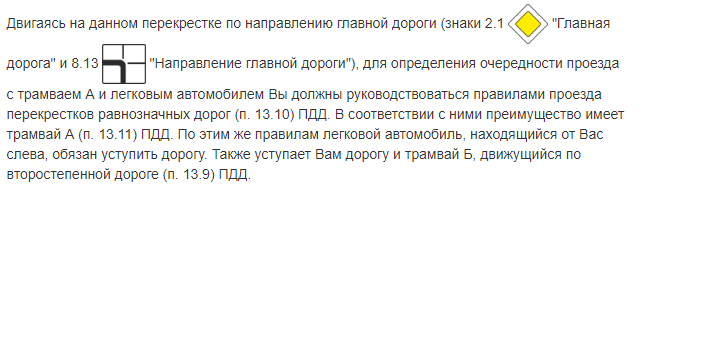 Двигаясь на данном перекрестке по направлению главной дороги (знаки 2.1 "Главная
дорога" и 8.13 "Направление главной дороги"), для определения очередности проезда
с трамваем А и легковым автомобилем Вы должны руководствоваться правилами проезда
перекрестков равнозначных дорог (п. 13.10) ПДД. В соответствии с ними преимущество имеет
трамвай А (п. 13.11) ПДД. По этим же правилам легковой автомобиль, находящийся от Вас
слева, обязан уступить дорогу. Также уступает Вам дорогу и трамвай Б, движущийся по
второстепенной дороге (п. 13.9) ПДД.